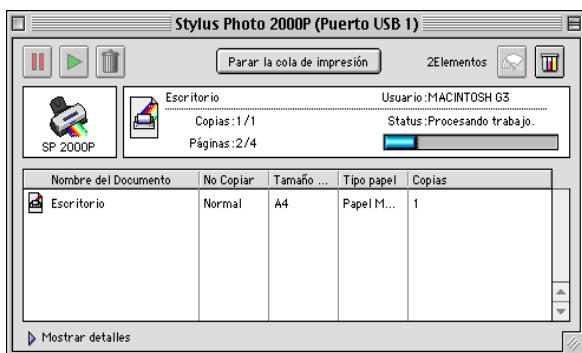 Stylus Photo 2000P (Puerto USB 1)
Parar la cola de impresión
2Elementos
SP 2000P
Escritorio
Usuario:MACINTOSH G3
Copias:1/1
Status:Procesando trabajo.
Páginas:2/4
Nombre del Documento No Copiar Tamaño ... Tipo papel Copias
Escritorio Normal A4 Papel M... 1
Mostrar detalles